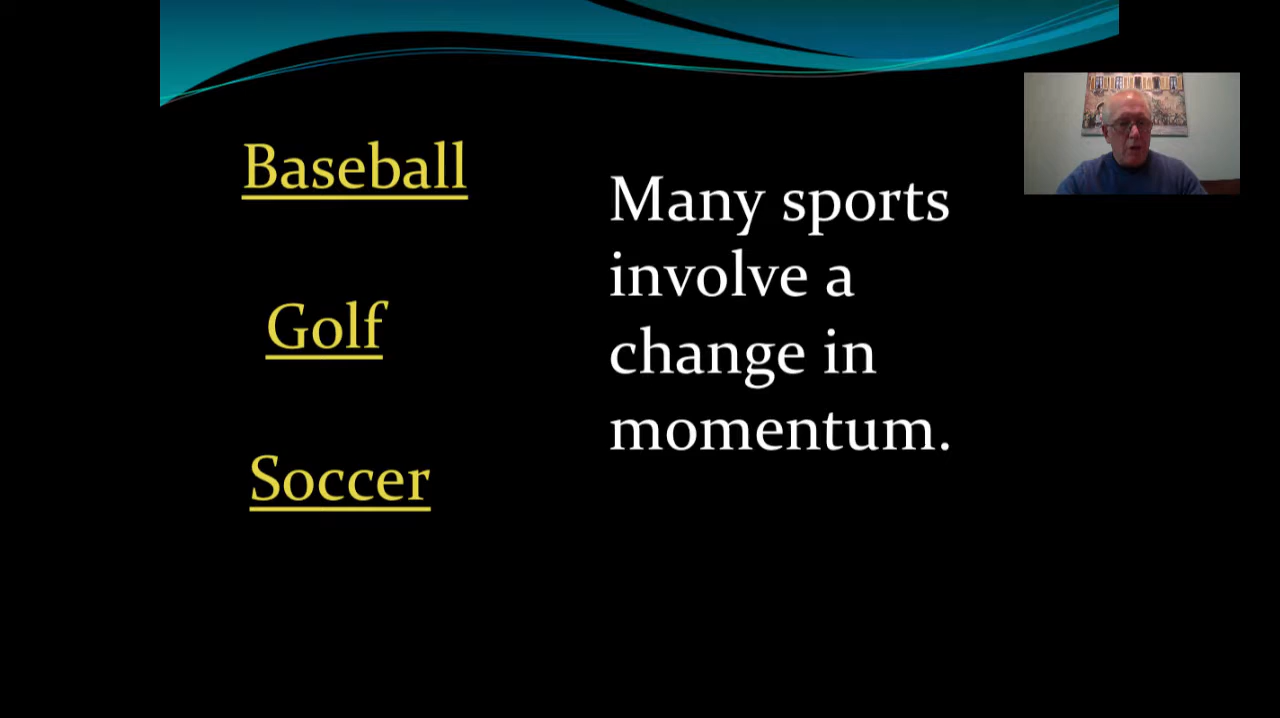 Baseball
Golf
Soccer
Many sports
involve a
change in
momentum.